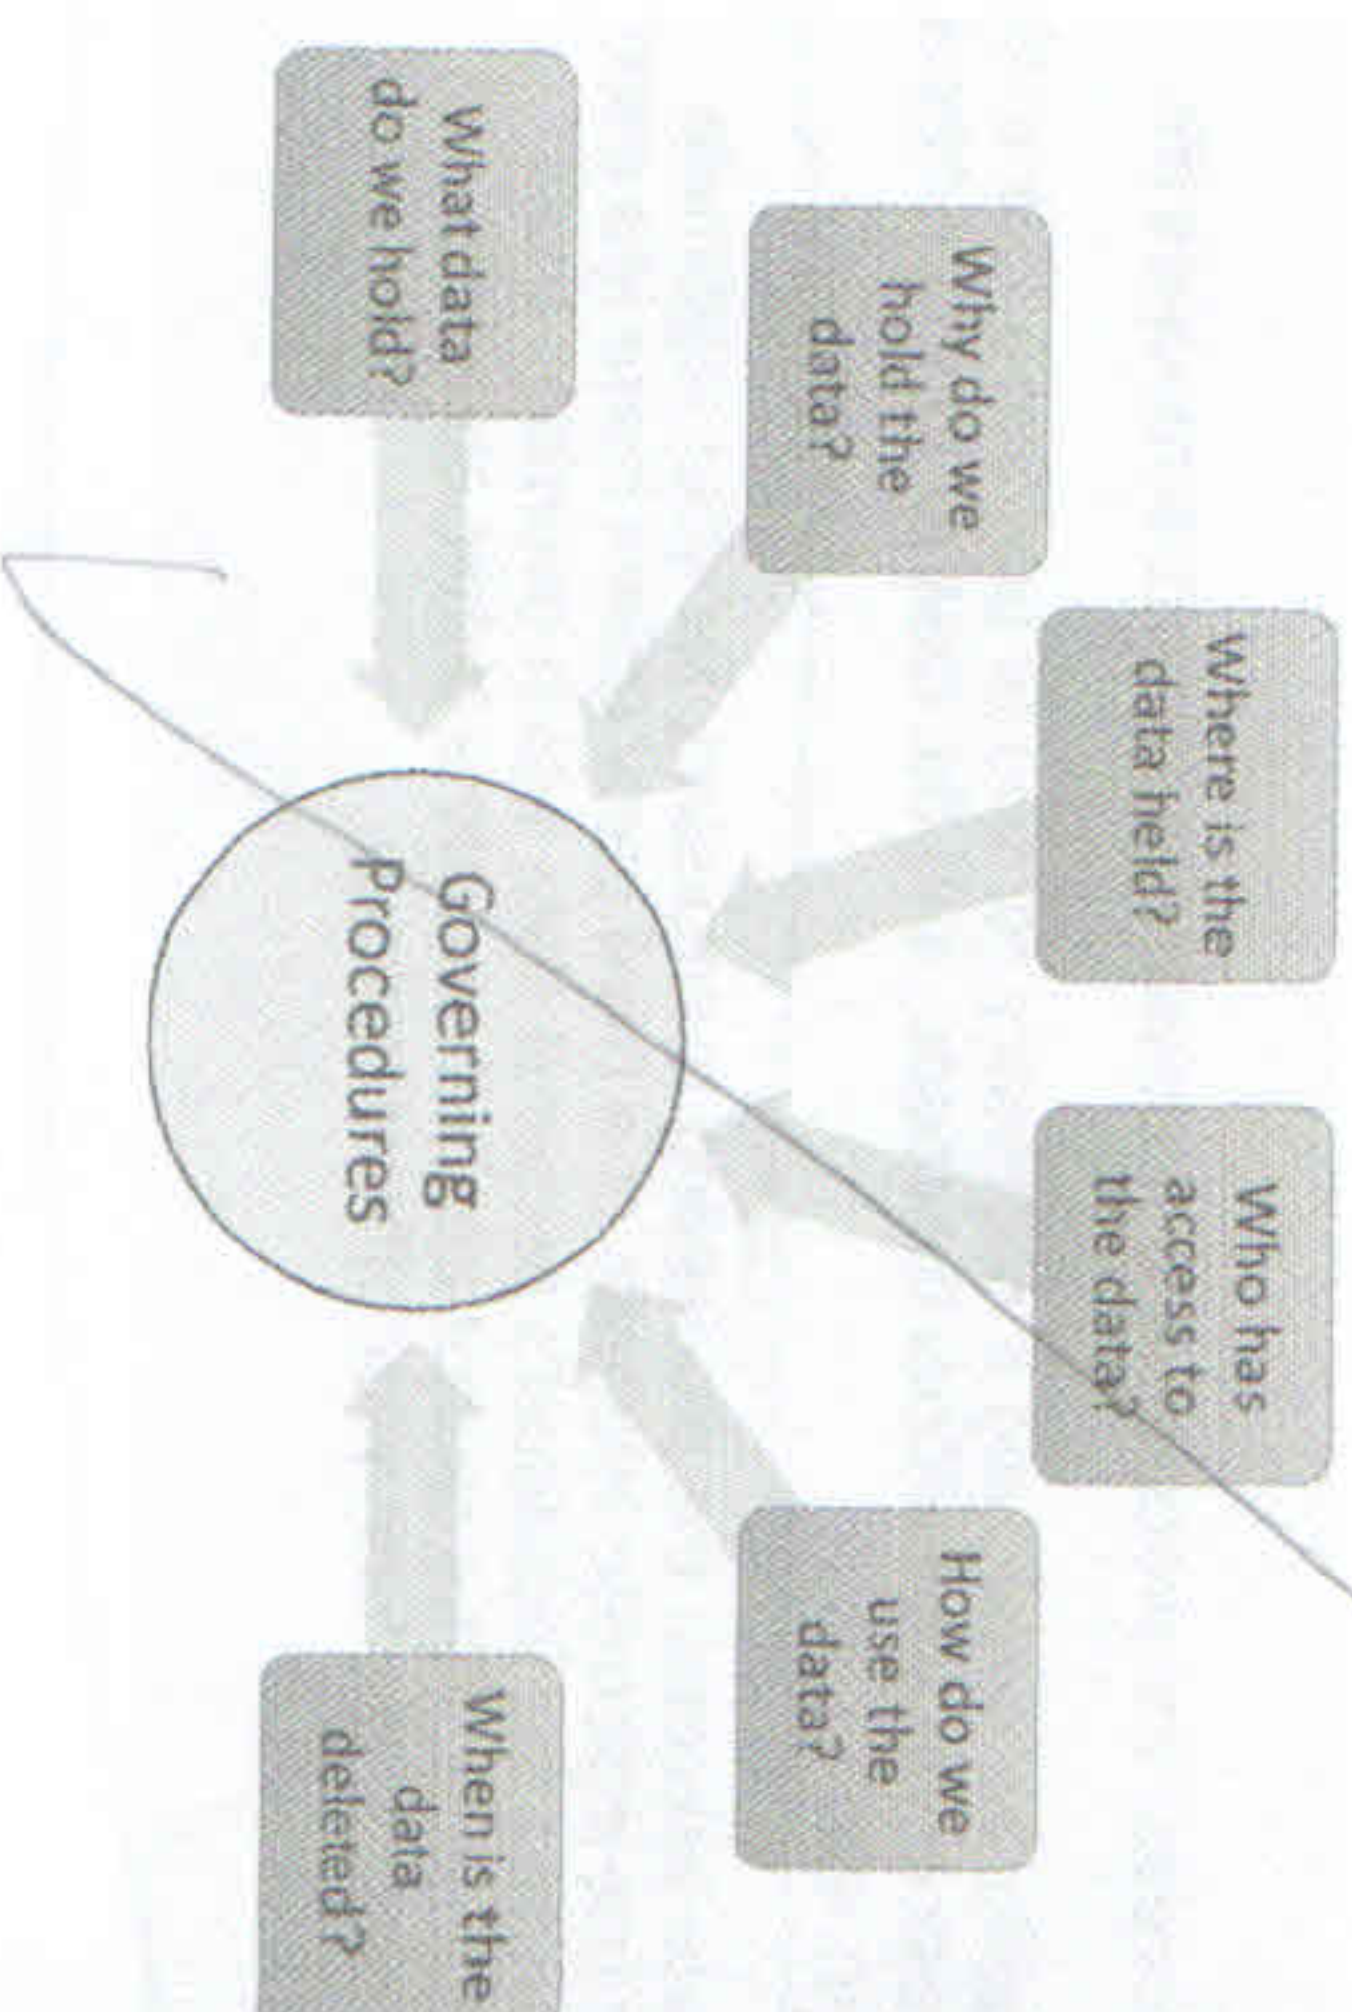 What data
do we hold?
Why do we
hold the
data?
Where is the
data held?
Who has
access to
the data?
How do we
use the
data?
When is the
data
deleted?
Governing
Procedures